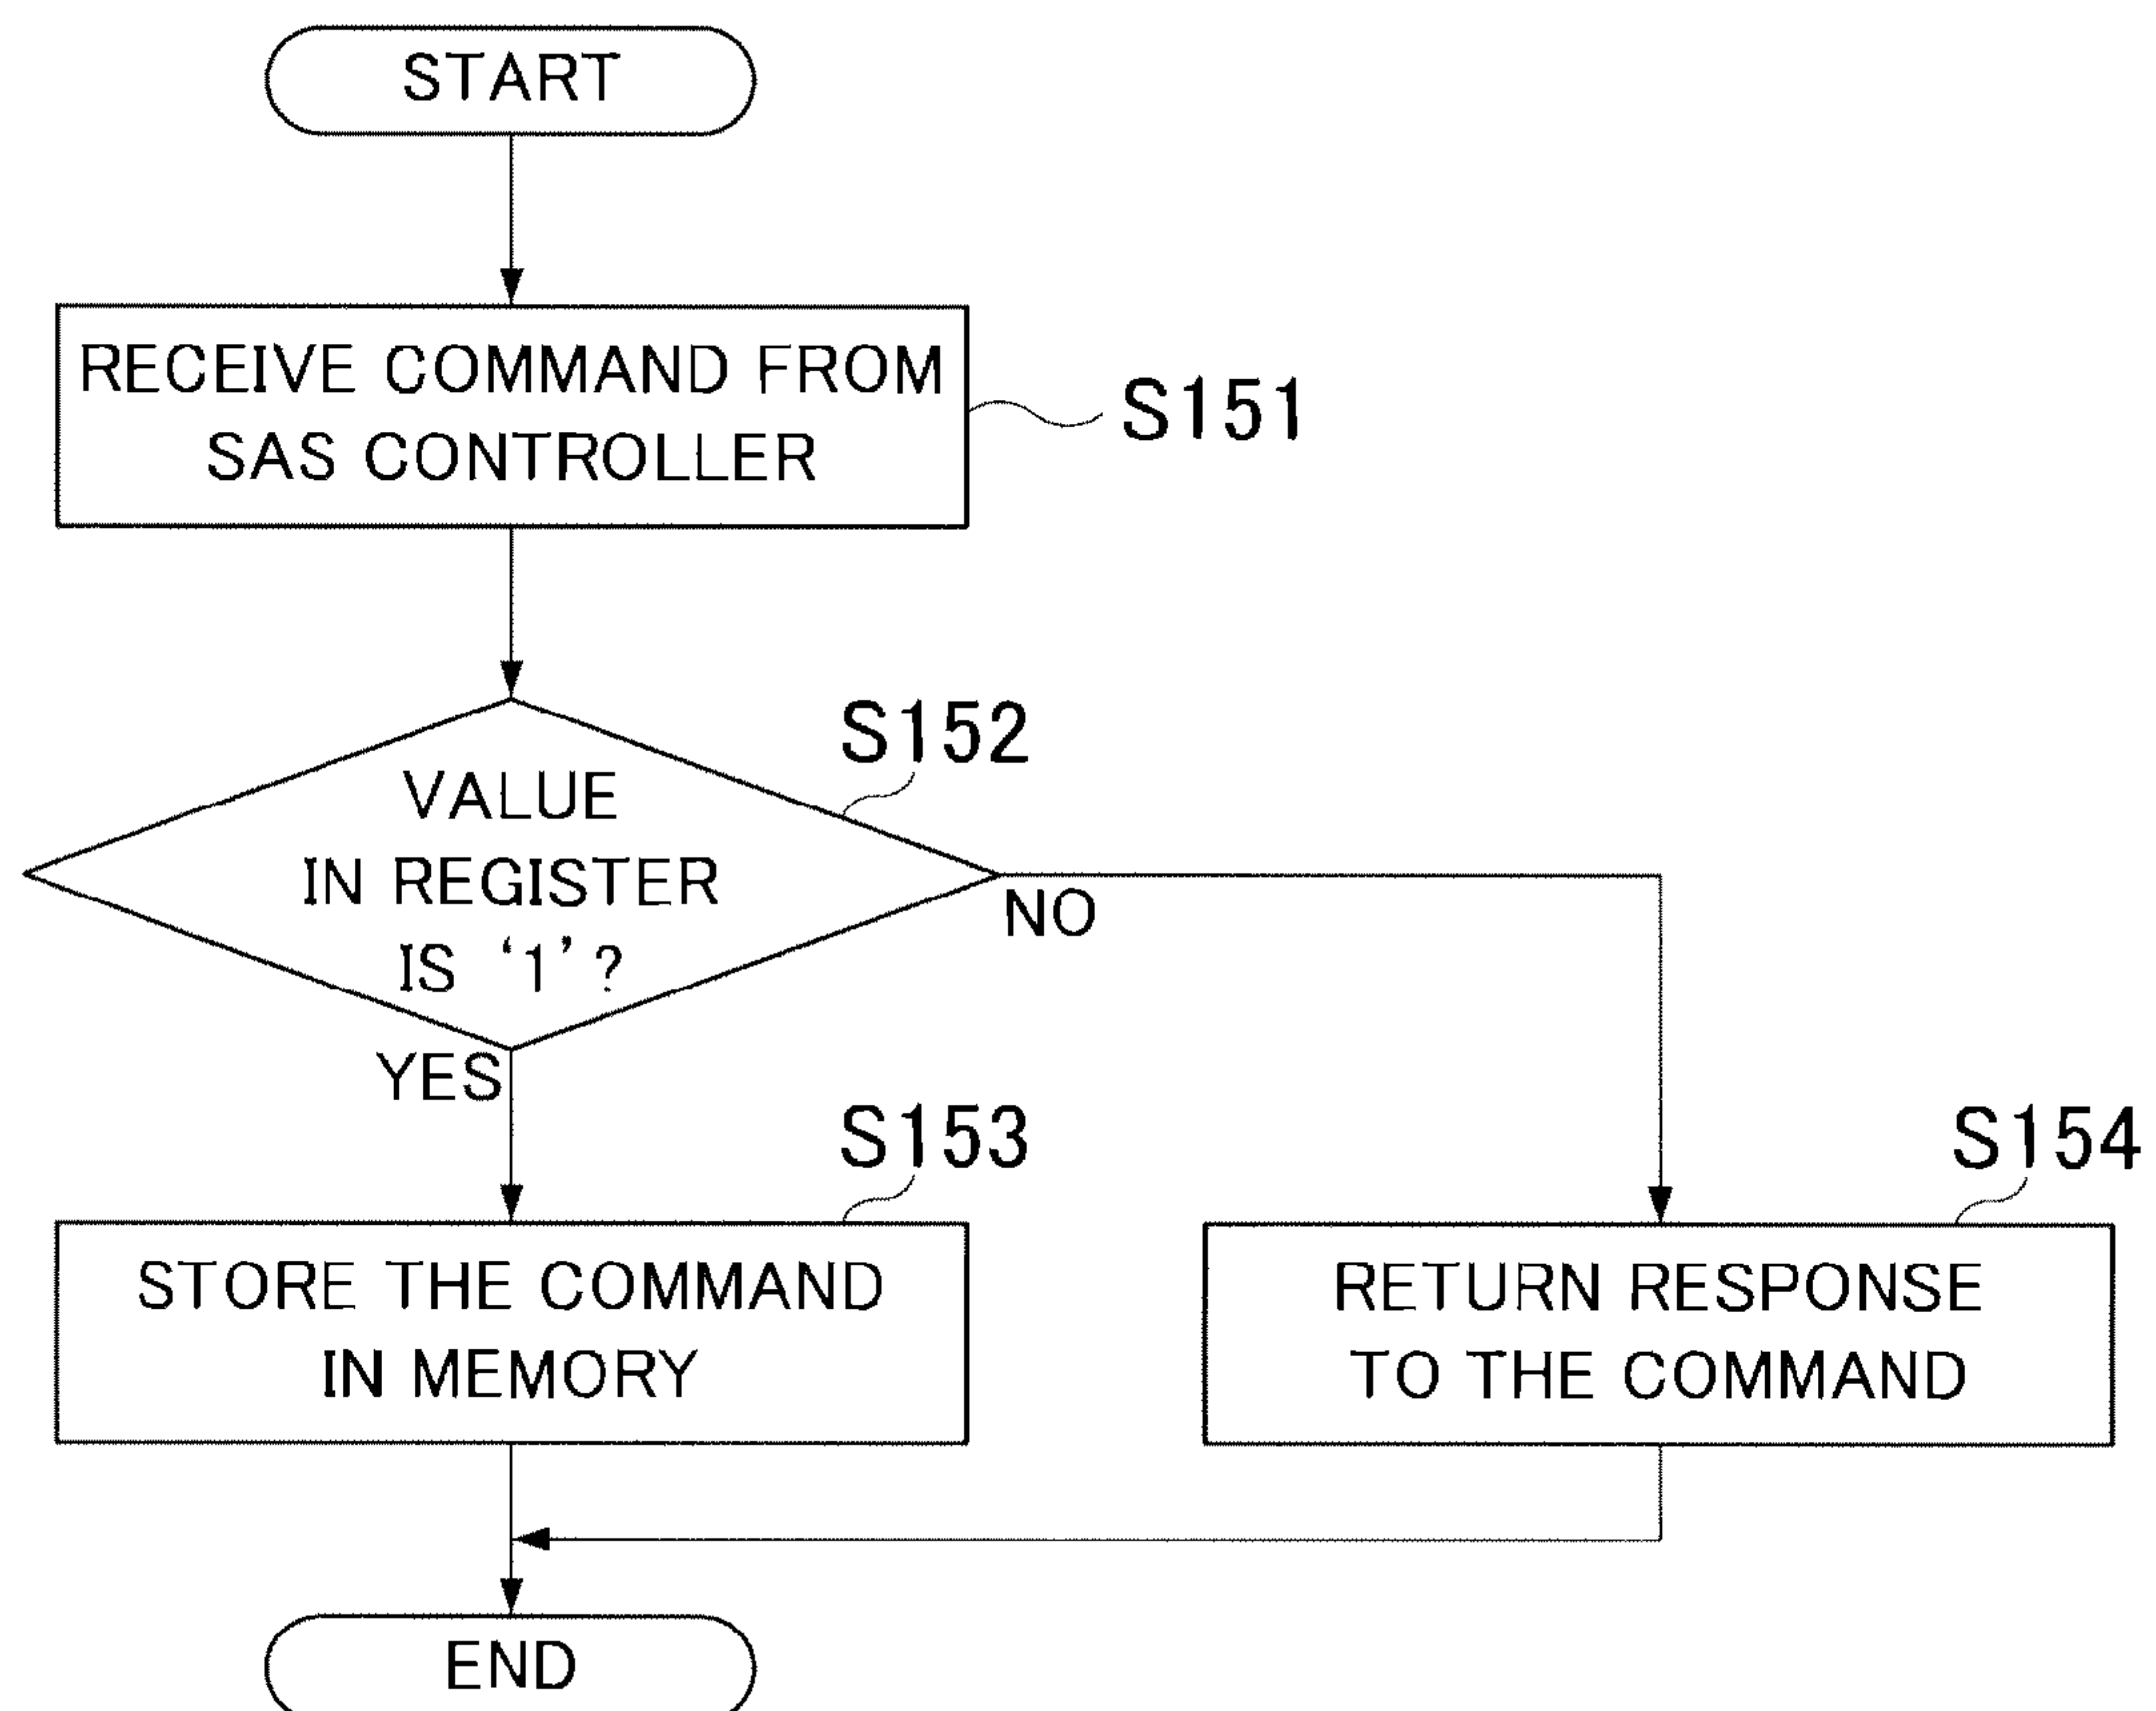 START
RECEIVE COMMAND FROM
SAS CONTROLLER
S151
S152
VALUE
IN REGISTER
IS ‘1’?
NO
YES
S153
STORE THE COMMAND
IN MEMORY
S154
RETURN RESPONSE
TO THE COMMAND
END